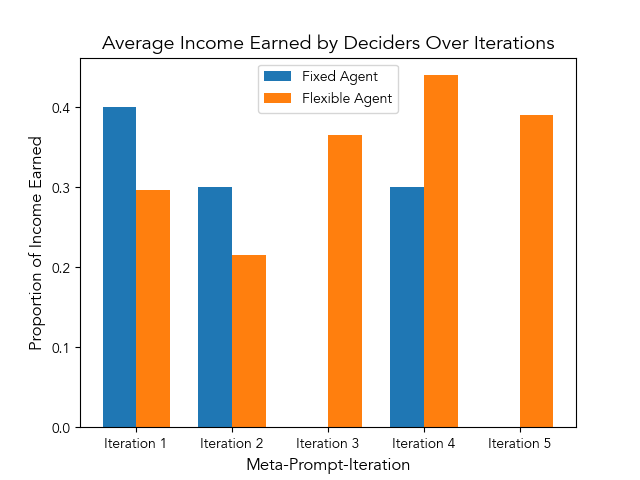 Average Income Earned by Deciders Over Iterations
Fixed Agent
Flexible Agent
Proportion of Income Earned
0.4
0.3
0.2
0.1
0.0
Iteration 1
Iteration 2
Iteration 3
Iteration 4
Iteration 5
Meta-Prompt-Iteration